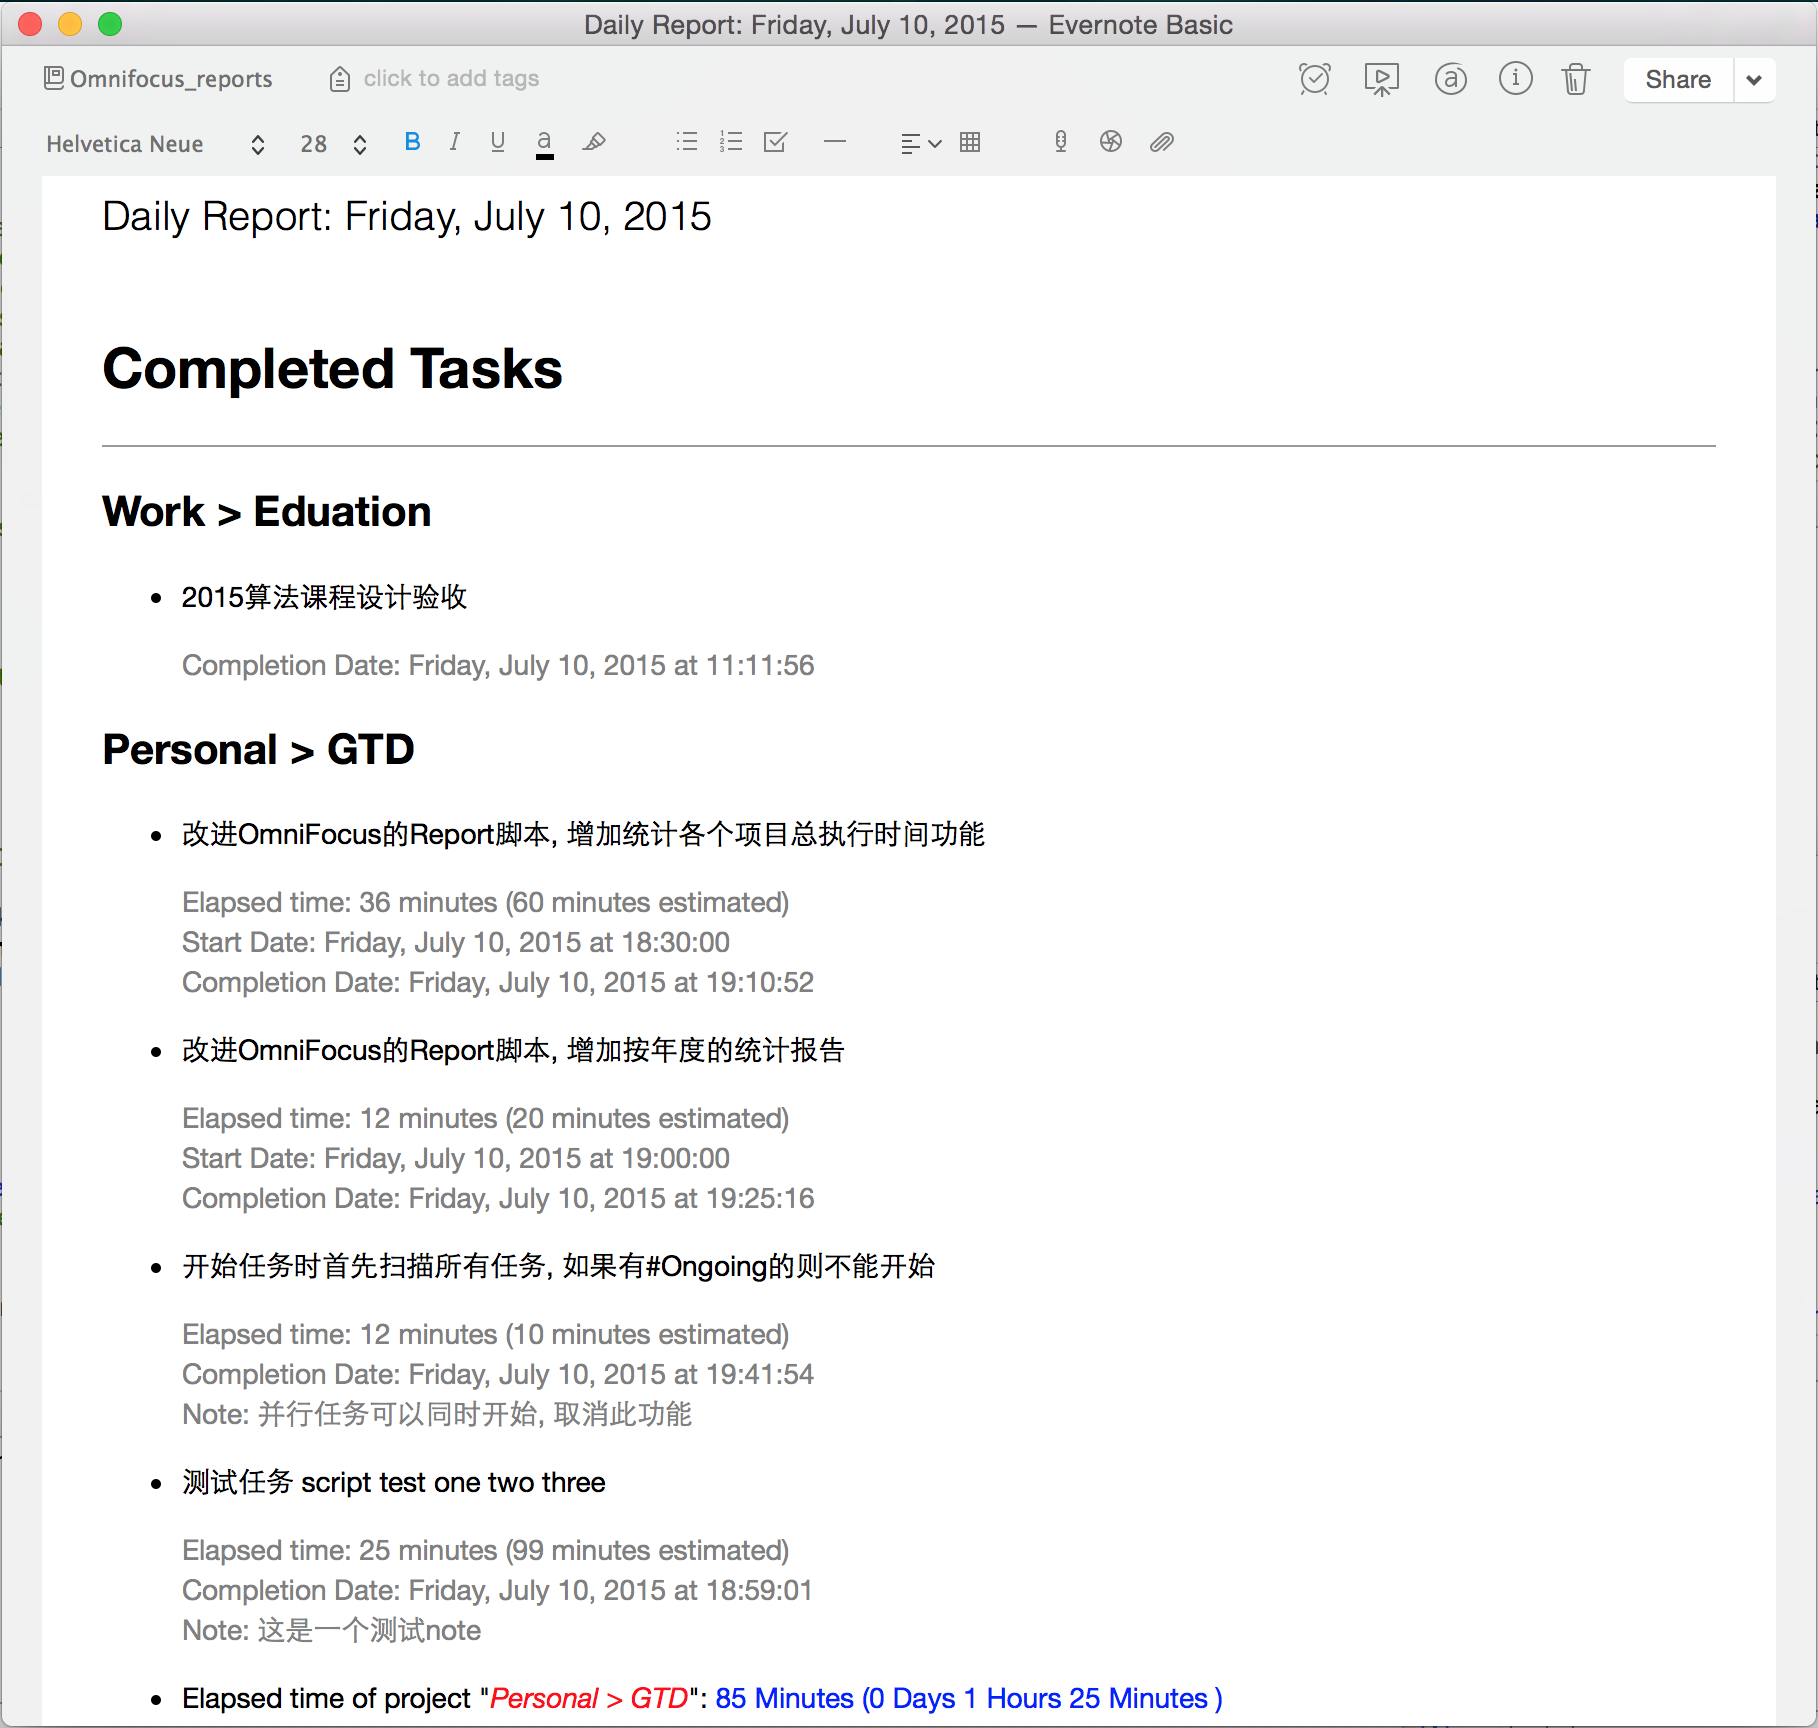 Daily Report: Friday, July 10, 2015 — Evernote Basic
Omnifocus_reports click to add tags Share
Helvetica Neue 28 B I U a
Daily Report: Friday, July 10, 2015
Completed Tasks
Work > Eduation
• 2015算法课程设计验收
Completion Date: Friday, July 10, 2015 at 11:11:56
Personal > GTD
• 改进OmniFocus的Report脚本, 增加统计各个项目总执行时间功能
Elapsed time: 36 minutes (60 minutes estimated)
Start Date: Friday, July 10, 2015 at 18:30:00
Completion Date: Friday, July 10, 2015 at 19:10:52
• 改进OmniFocus的Report脚本, 增加按年度的统计报告
Elapsed time: 12 minutes (20 minutes estimated)
Start Date: Friday, July 10, 2015 at 19:00:00
Completion Date: Friday, July 10, 2015 at 19:25:16
• 开始任务时首先扫描所有任务, 如果有#Ongoing的则不能开始
Elapsed time: 12 minutes (10 minutes estimated)
Completion Date: Friday, July 10, 2015 at 19:41:54
Note: 并行任务可以同时开始, 取消此功能
• 测试任务 script test one two three
Elapsed time: 25 minutes (99 minutes estimated)
Completion Date: Friday, July 10, 2015 at 18:59:01
Note: 这是一个测试note
• Elapsed time of project "Personal > GTD": 85 Minutes (0 Days 1 Hours 25 Minutes )